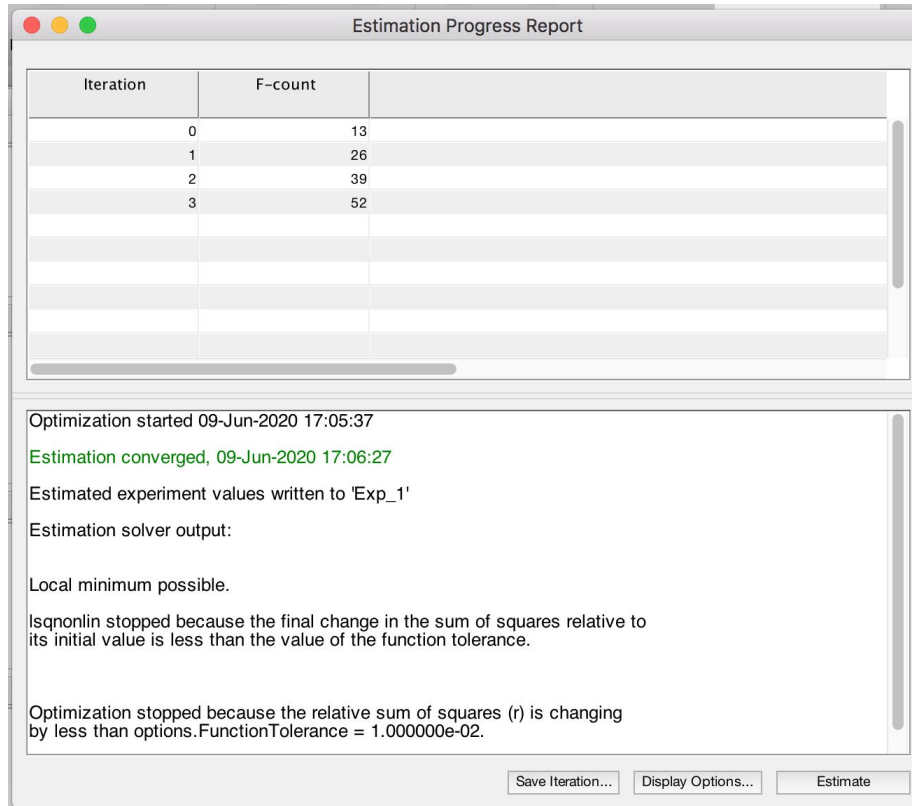 Estimation Progress Report
Iteration F-count
0 13
1 26
2 39
3 52
Optimization started 09-Jun-2020 17:05:37
Estimation converged, 09-Jun-2020 17:06:27
Estimated experiment values written to 'Exp_1'
Estimation solver output:
Local minimum possible.
lsqnonlin stopped because the final change in the sum of squares relative to
its initial value is less than the value of the function tolerance.
Optimization stopped because the relative sum of squares (r) is changing
by less than options.FunctionTolerance = 1.000000e-02.
Save Iteration... Display Options... Estimate